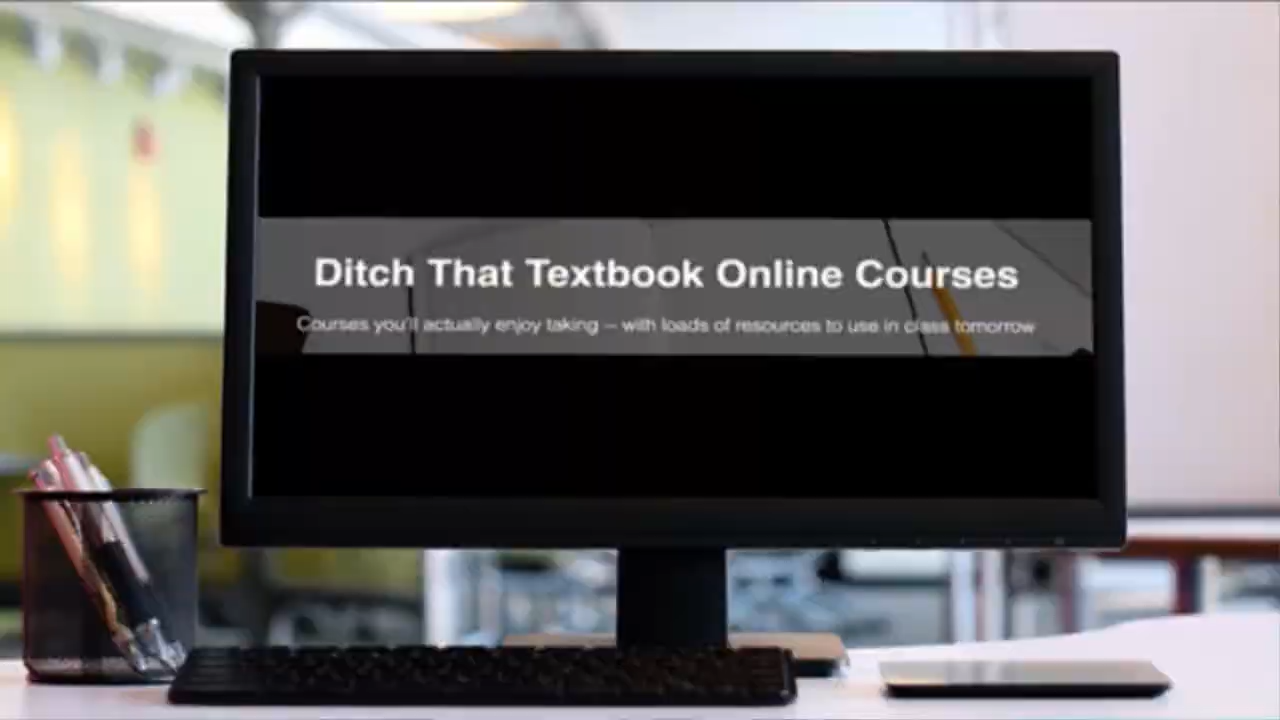 Ditch That Textbook Online Courses
Courses you'll actually enjoy taking – with loads of resources to use in class tomorrow